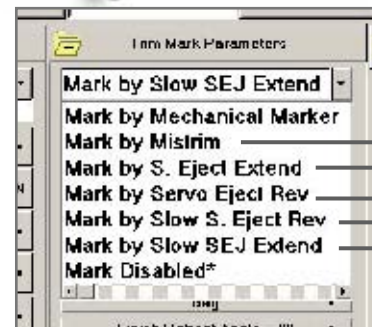 Trim Mark Parameters
Mark by Slow SEJ Extend
Mark by Mechanical Marker
Mark by Mistrim
Mark by S. Eject Extend
Mark by Servo Eject Rev
Mark by Slow S. Eject Rev
Mark by Slow SEJ Extend
Mark Disabled*